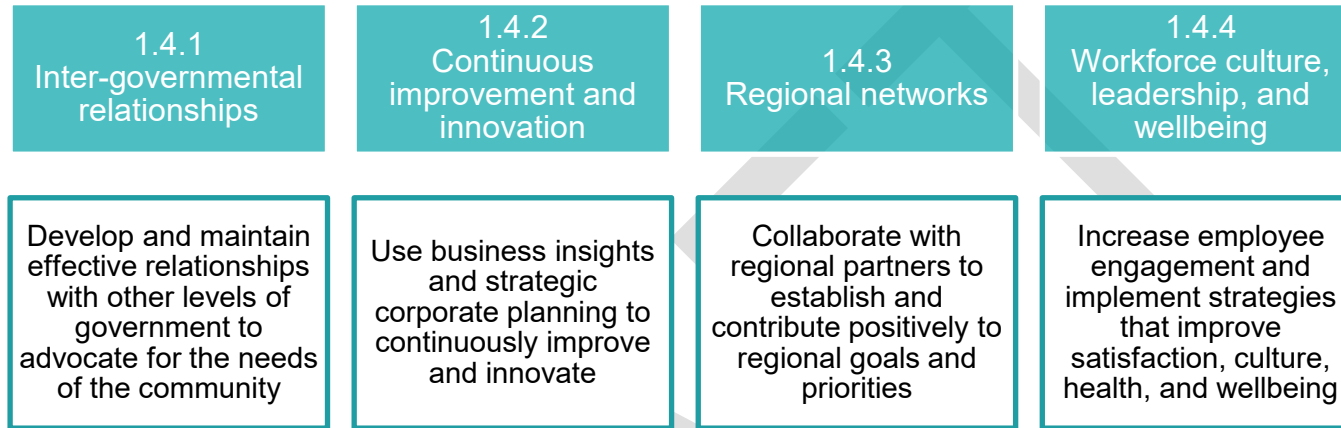 1.4.1
Inter-governmental
relationships
1.4.2
Continuous
improvement and
innovation
1.4.3
Regional networks
1.4.4
Workforce culture,
leadership, and
wellbeing
Develop and maintain
effective relationships
with other levels of
government to
advocate for the needs
of the community
Use business insights
and strategic
corporate planning to
continuously improve
and innovate
Collaborate with
regional partners to
establish and
contribute positively to
regional goals and
priorities
Increase employee
engagement and
implement strategies
that improve
satisfaction, culture,
health, and wellbeing